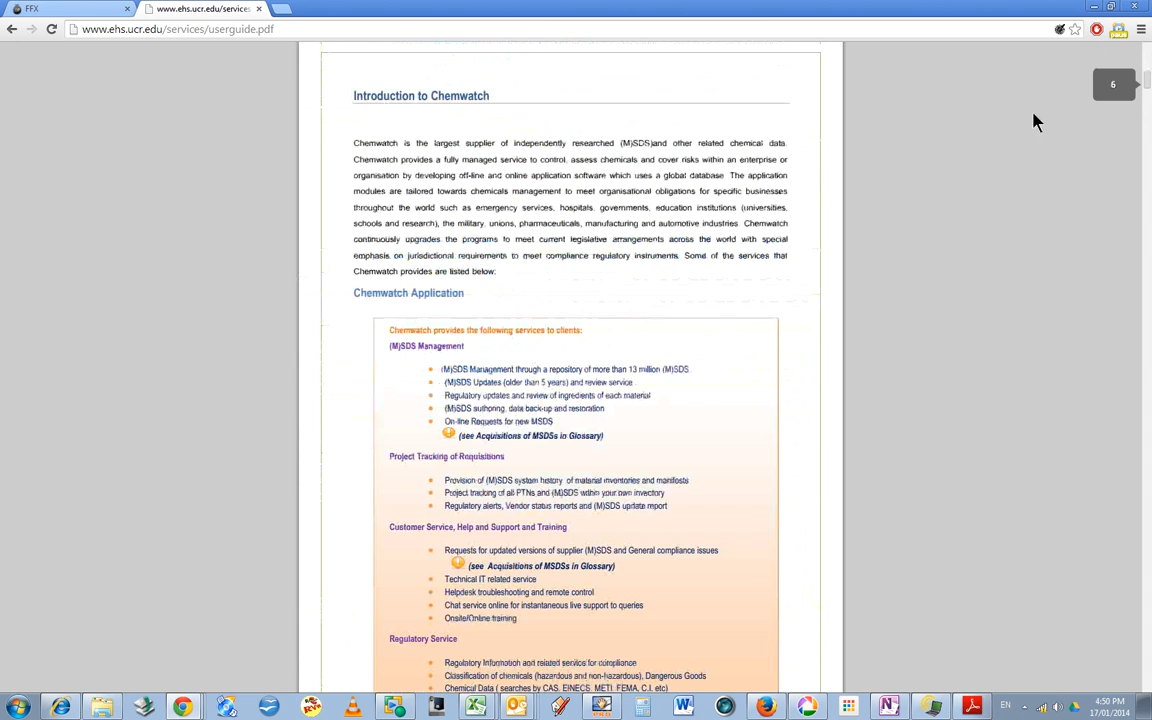 FFX
www.ehs.ucr.edu/services
www.ehs.ucr.edu/services/userguide.pdf
6
Introduction to Chemwatch
Chemwatch is the largest supplier of independently researched (M)SDS)and other related chemical data.
Chemwatch provides a fully managed service to control, assess chemicals and cover risks within an enterprise or
organisation by developing off-line and online application software which uses a global database. The application
modules are tailored towards chemicals management to meet organisational obligations for specific businesses
throughout the world such as emergency services, hospitals, governments, education institutions (universities,
schools and research), the military, unions, pharmaceuticals, manufacturing and automotive industries. Chemwatch
continuously upgrades the programs to meet current legislative arrangements across the world with special
emphasis on jurisdictional requirements to meet compliance regulatory instruments. Some of the services that
Chemwatch provides are listed below:
Chemwatch Application
Chemwatch provides the following services to clients:
(M)SDS Management
(M)SDS Management through a repository of more than 13 million (M)SDS.
(M)SDS Updates (older than 5 years) and review service
Regulatory updates and review of ingredients of each material
(M)SDS authoring, data back-up and restoration
On-line Requests for new MSDS
(see Acquisitions of MSDSs in Glossary)
Project Tracking of Requisitions
Provision of (M)SDS system history of material inventories and manifests
Project tracking of all PTNs and (M)SDS within your own inventory
Regulatory alerts, Vendor status reports and (M)SDS update report
Customer Service, Help and Support and Training
Requests for updated versions of supplier (M)SDS and General compliance issues
(see Acquisitions of MSDSs in Glossary)
Technical IT related service
Helpdesk troubleshooting and remote control
Chat service online for instantaneous live support to queries
Onsite/Online training
Regulatory Service
Regulatory Information and related service for compliance
Classification of chemicals (hazardous and non-hazardous), Dangerous Goods
Chemical Data ( searches by CAS, EINECS, METI, FEMA, C.I. etc)
EN
4:50 PM
17/01/2014